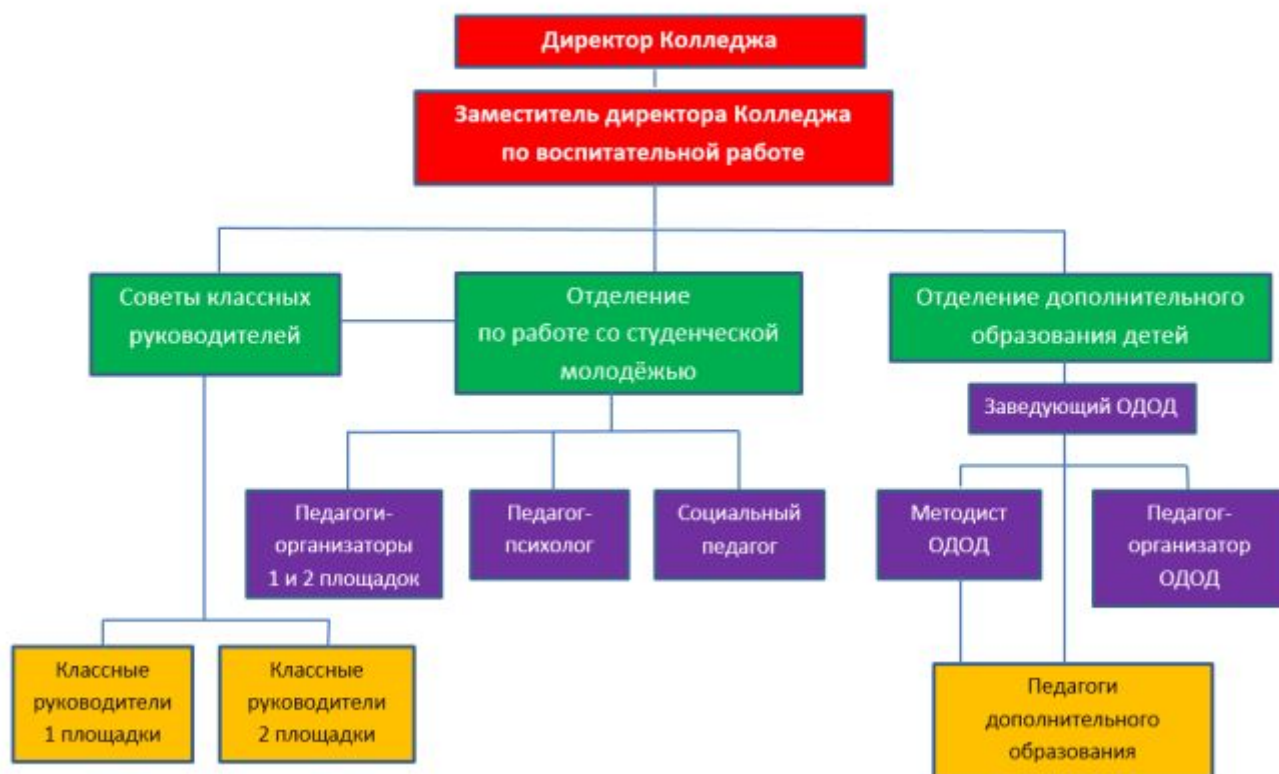 Директор Колледжа
Заместитель директора Колледжа
по воспитательной работе
Советы классных
руководителей
Отделение
по работе со студенческой
молодёжью
Отделение дополнительного
образования детей
Заведующий ОДОД
Педагоги-
организаторы
1 и 2 площадок
Педагог-
психолог
Социальный
педагог
Методист
ОДОД
Педагог-
организатор
ОДОД
Классные
руководители
1 площадки
Классные
руководители
2 площадки
Педагоги
дополнительного
образования